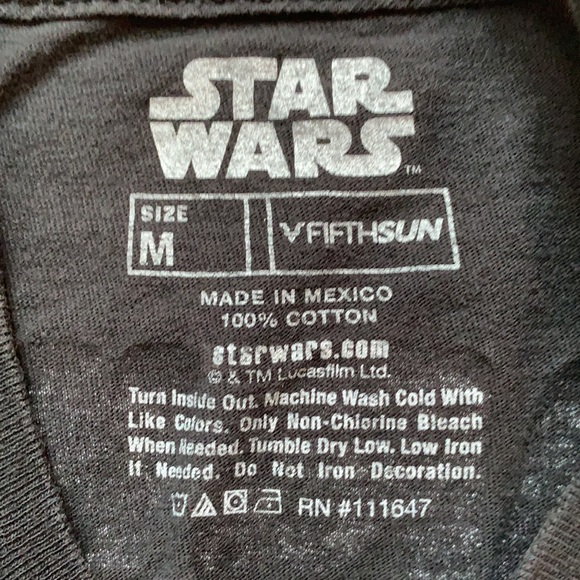 STAR
WARS
TM
SIZE
M
FIFTHSUN
MADE IN MEXICO
100% COTTON
starwars.com
© & TM Lucasfilm Ltd.
Turn Inside Out. Machine Wash Cold With
Like Colors. Only Non-Chlorine Bleach
When Needed. Tumble Dry Low. Low Iron
If Needed. Do Not Iron Decoration.
RN #111647